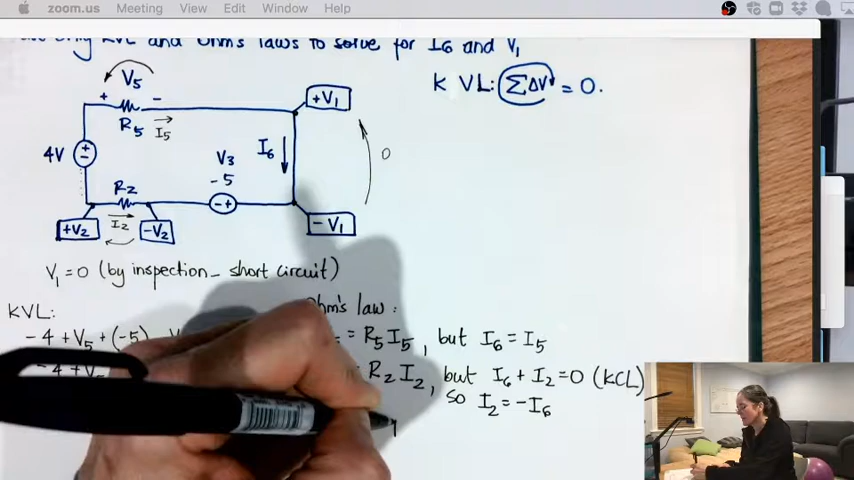 zoom.us Meeting View Edit Window Help
only KVL and Ohm's laws to solve for I6 and V1
KVL: ΣΔV = 0.
V5
+ -
R5 I5
+V1
4V
+
-
I6
0
V3
-5
R2
- +
+V2
I2
-V2
-V1
V1 = 0 (by inspection - short circuit)
KVL:
Ohm's law:
-4 + V5 + (-5)
= R5 I5, but I6 = I5
-4 +
= R2 I2, but I6 + I2 = 0 (KCL)
so I2 = -I6